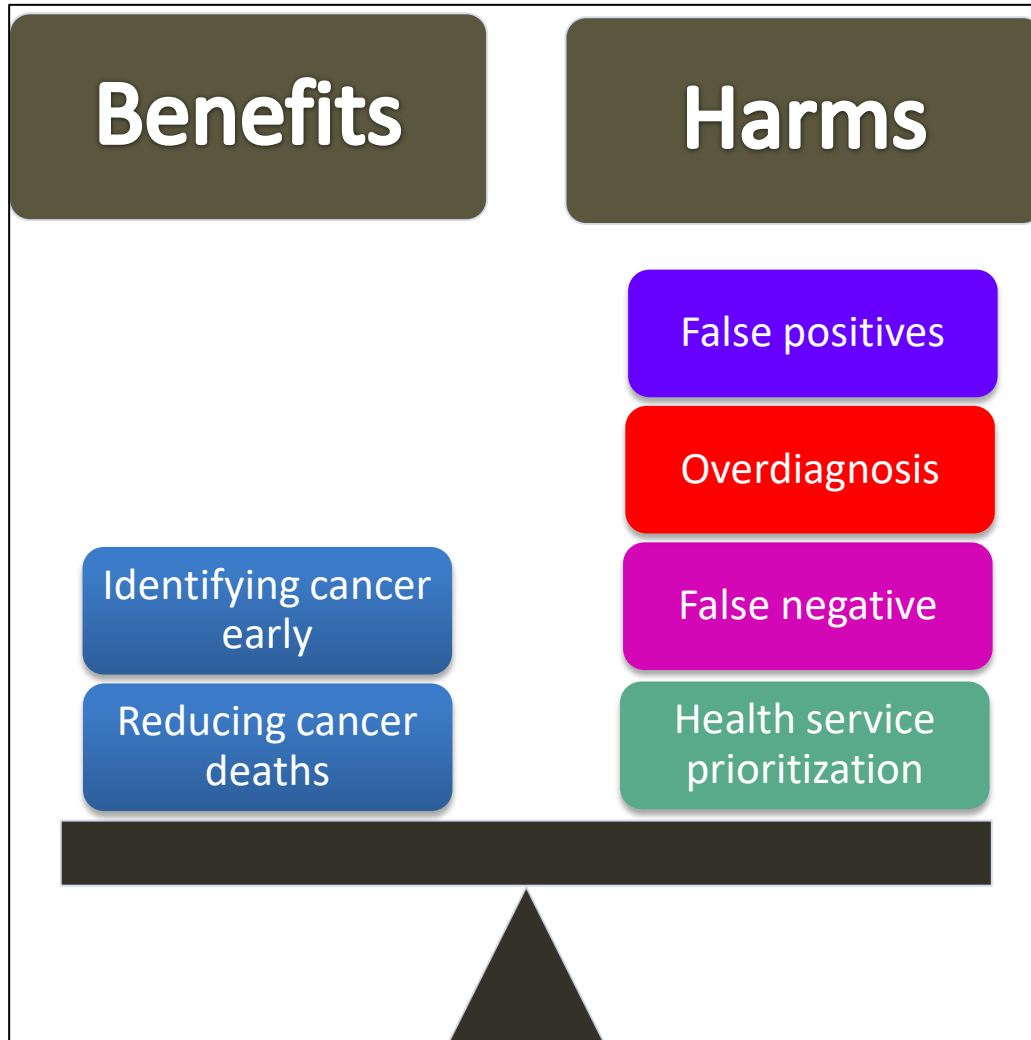 Benefits
Harms
False positives
Overdiagnosis
Identifying cancer
early
False negative
Reducing cancer
deaths
Health service
prioritization